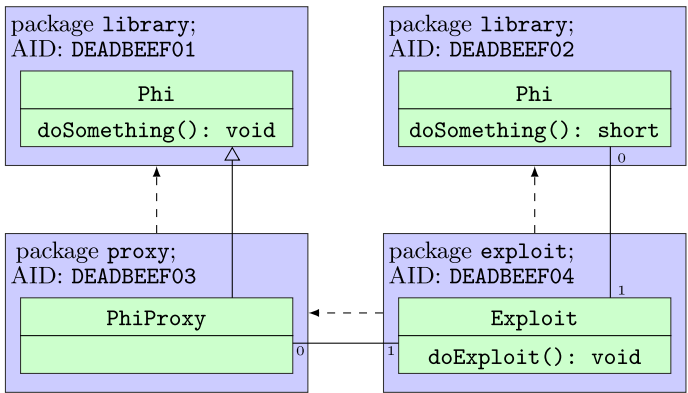 package library;
AID: DEADBEEF01
Phi
doSomething(): void
package library;
AID: DEADBEEF02
Phi
doSomething(): short
0
package proxy;
AID: DEADBEEF03
PhiProxy
0
package exploit;
AID: DEADBEEF04
1
Exploit
1
doExploit(): void